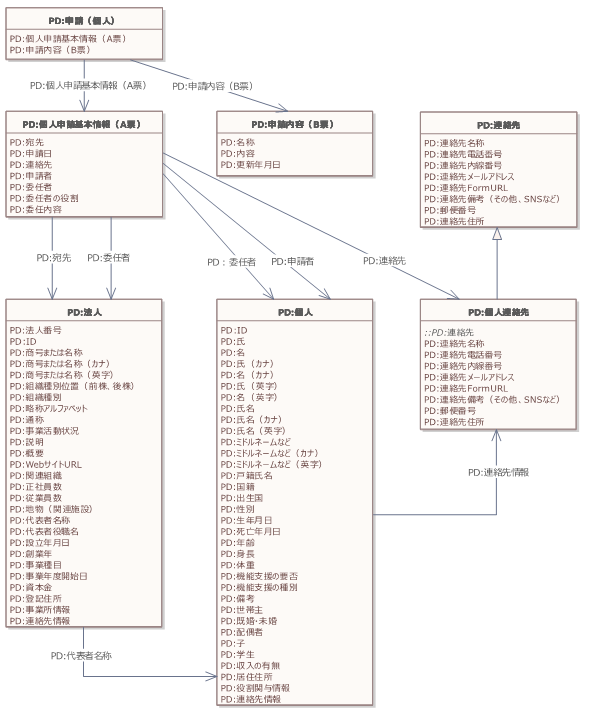 PD:申請（個人）
PD:個人申請基本情報（A票）
PD:申請内容（B票）
PD:個人申請基本情報（A票）
PD:申請内容（B票）
PD:個人申請基本情報（A票）
PD:宛先
PD:申請日
PD:連絡先
PD:申請者
PD:委任者
PD:委任者の役割
PD:委任内容
PD:申請内容（B票）
PD:名称
PD:内容
PD:更新年月日
PD:連絡先
PD:連絡先名称
PD:連絡先電話番号
PD:連絡先内線番号
PD:連絡先メールアドレス
PD:連絡先FormURL
PD:連絡先備考（その他、SNSなど）
PD:郵便番号
PD:連絡先住所
PD:宛先
PD:委任者
PD：委任者
PD:申請者
PD:連絡先
PD:法人
PD:法人番号
PD:ID
PD:商号または名称
PD:商号または名称（カナ）
PD:商号または名称（英字）
PD:組織種別位置（前株、後株）
PD:組織種別
PD:略称アルファベット
PD:通称
PD:事業活動状況
PD:説明
PD:概要
PD:WebサイトURL
PD:関連組織
PD:正社員数
PD:従業員数
PD:地物（関連施設）
PD:代表者名称
PD:代表者役職名
PD:設立年月日
PD:創業年
PD:事業種目
PD:事業年度開始日
PD:資本金
PD:登記住所
PD:事業所情報
PD:連絡先情報
PD:個人
PD:ID
PD:氏
PD:名
PD:氏（カナ）
PD:名（カナ）
PD:氏（英字）
PD:名（英字）
PD:氏名
PD:氏名（カナ）
PD:氏名（英字）
PD:ミドルネームなど
PD:ミドルネームなど（カナ）
PD:ミドルネームなど（英字）
PD:戸籍氏名
PD:国籍
PD:出生国
PD:性別
PD:生年月日
PD:死亡年月日
PD:年齢
PD:身長
PD:体重
PD:機能支援の要否
PD:機能支援の種別
PD:備考
PD:世帯主
PD:既婚・未婚
PD:配偶者
PD:子
PD:学生
PD:収入の有無
PD:居住住所
PD:役割関与情報
PD:連絡先情報
PD:個人連絡先
::PD:連絡先
PD:連絡先名称
PD:連絡先電話番号
PD:連絡先内線番号
PD:連絡先メールアドレス
PD:連絡先FormURL
PD:連絡先備考（その他、SNSなど）
PD:郵便番号
PD:連絡先住所
PD:連絡先情報
PD:代表者名称